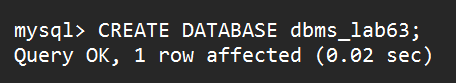 mysql> CREATE DATABASE dbms_lab63;
Query OK, 1 row affected (0.02 sec)